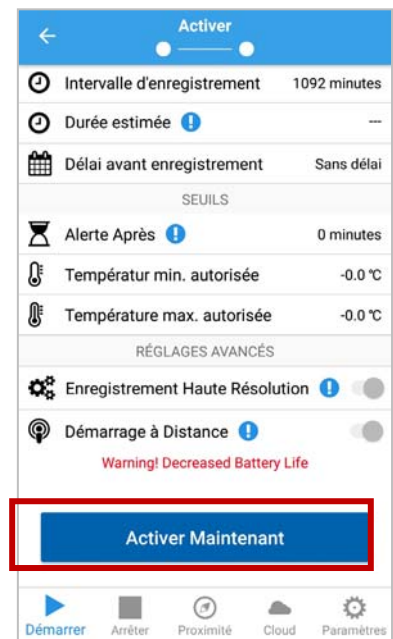 Activer
Intervalle d'enregistrement 1092 minutes
Durée estimée ---
Délai avant enregistrement Sans délai
SEUILS
Alerte Après 0 minutes
Températur min. autorisée -0.0 °C
Température max. autorisée -0.0 °C
RÉGLAGES AVANCÉS
Enregistrement Haute Résolution
Démarrage à Distance
Warning! Decreased Battery Life
Activer Maintenant
Démarrer Arrêter Proximité Cloud Paramètres